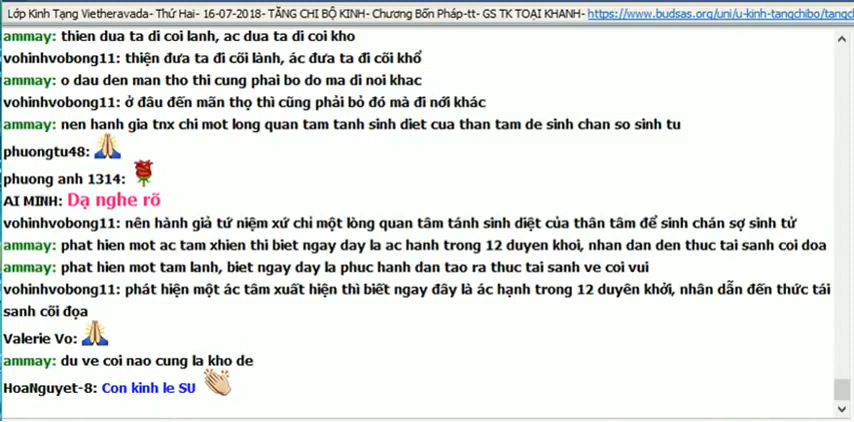 Lớp Kinh Tạng Vietheravada- Thứ Hai- 16-07-2018- TĂNG CHI BỘ KINH- Chương Bốn Pháp-tt- GS TK TOẠI KHANH- https://www.budsas.org/uni/u-kinh-tangchibo/tangc
ammay: thien dua ta di coi lanh, ac dua ta di coi kho
vohinhvobong11: thiện đưa ta đi cõi lành, ác đưa ta đi cõi khổ
ammay: o dau den man tho thi cung phai bo do ma di noi khac
vohinhvobong11: ở đâu đến mãn thọ thì cũng phải bỏ đó mà đi nới khác
ammay: nen hanh gia tnx chi mot long quan tam tanh sinh diet cua than tam de sinh chan so sinh tu
phuongtu48:
phuong anh 1314:
AI MINH: Dạ nghe rõ
vohinhvobong11: nên hành giả tứ niệm xứ chỉ một lòng quan tâm tánh sinh diệt của thân tâm để sinh chán sợ sinh tử
ammay: phat hien mot ac tam xhien thi biet ngay day la ac hanh trong 12 duyen khoi, nhan dan den thuc tai sanh coi doa
ammay: phat hien mot tam lanh, biet ngay day la phuc hanh dan tao ra thuc tai sanh ve coi vui
vohinhvobong11: phát hiện một ác tâm xuất hiện thì biết ngay đây là ác hạnh trong 12 duyên khởi, nhân dẫn đến thức tái
sanh cõi đọa
Valerie Vo:
ammay: du ve coi nao cung la kho de
HoaNguyet-8: Con kinh le SU